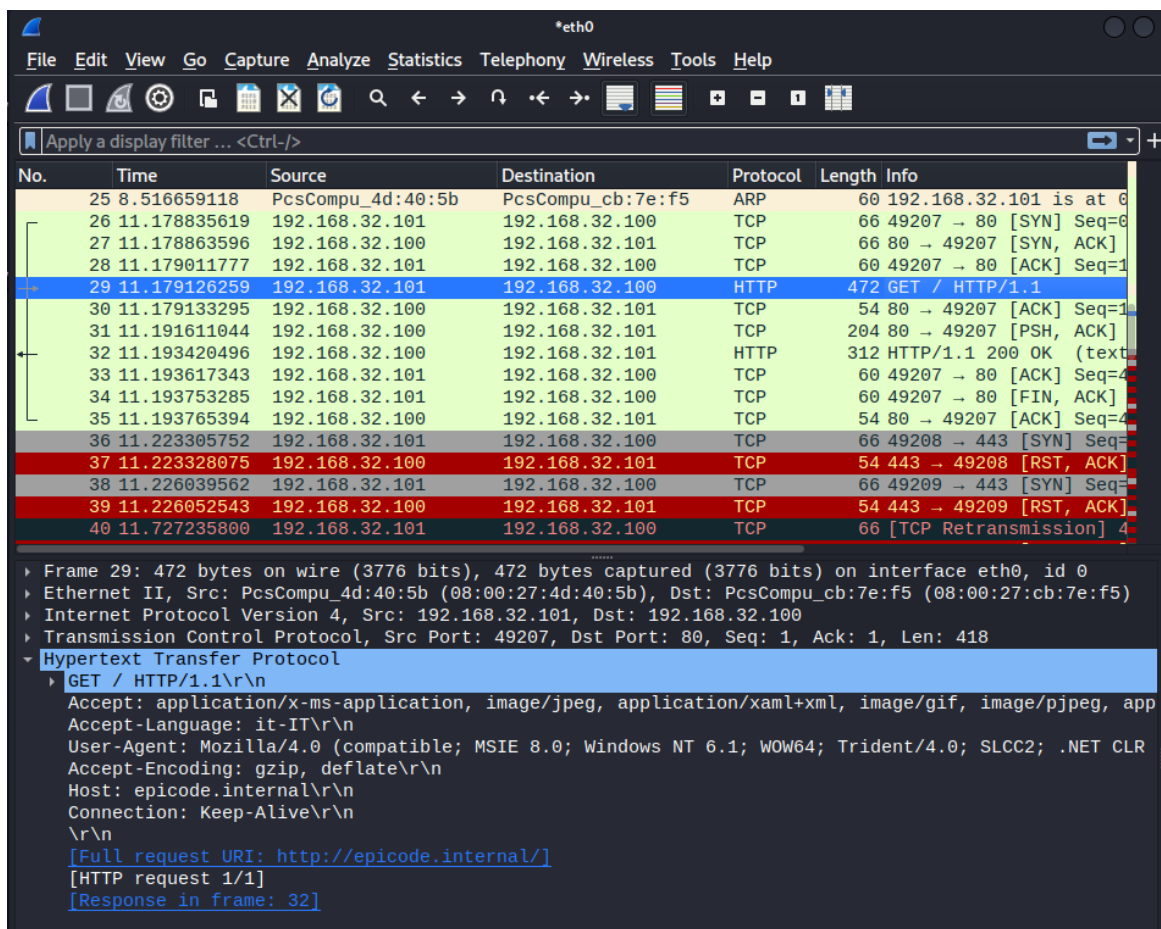 *eth0
File Edit View Go Capture Analyze Statistics Telephony Wireless Tools Help
Apply a display filter ... <Ctrl-/>
No. Time Source Destination Protocol Length Info
25 8.516659118 PcsCompu_4d:40:5b PcsCompu_cb:7e:f5 ARP 60 192.168.32.101 is at 0
26 11.178835619 192.168.32.101 192.168.32.100 TCP 66 49207 → 80 [SYN] Seq=0
27 11.178863596 192.168.32.100 192.168.32.101 TCP 66 80 → 49207 [SYN, ACK]
28 11.179011777 192.168.32.101 192.168.32.100 TCP 60 49207 → 80 [ACK] Seq=1
29 11.179126259 192.168.32.101 192.168.32.100 HTTP 472 GET / HTTP/1.1
30 11.179133295 192.168.32.100 192.168.32.101 TCP 54 80 → 49207 [ACK] Seq=1
31 11.191611044 192.168.32.100 192.168.32.101 TCP 204 80 → 49207 [PSH, ACK]
32 11.193420496 192.168.32.100 192.168.32.101 HTTP 312 HTTP/1.1 200 OK (text
33 11.193617343 192.168.32.101 192.168.32.100 TCP 60 49207 → 80 [ACK] Seq=4
34 11.193753285 192.168.32.101 192.168.32.100 TCP 60 49207 → 80 [FIN, ACK]
35 11.193765394 192.168.32.100 192.168.32.101 TCP 54 80 → 49207 [ACK] Seq=4
36 11.223305752 192.168.32.101 192.168.32.100 TCP 66 49208 → 443 [SYN] Seq=
37 11.223328075 192.168.32.100 192.168.32.101 TCP 54 443 → 49208 [RST, ACK]
38 11.226039562 192.168.32.101 192.168.32.100 TCP 66 49209 → 443 [SYN] Seq=
39 11.226052543 192.168.32.100 192.168.32.101 TCP 54 443 → 49209 [RST, ACK]
40 11.727235800 192.168.32.101 192.168.32.100 TCP 66 [TCP Retransmission] 4
Frame 29: 472 bytes on wire (3776 bits), 472 bytes captured (3776 bits) on interface eth0, id 0
Ethernet II, Src: PcsCompu_4d:40:5b (08:00:27:4d:40:5b), Dst: PcsCompu_cb:7e:f5 (08:00:27:cb:7e:f5)
Internet Protocol Version 4, Src: 192.168.32.101, Dst: 192.168.32.100
Transmission Control Protocol, Src Port: 49207, Dst Port: 80, Seq: 1, Ack: 1, Len: 418
Hypertext Transfer Protocol
GET / HTTP/1.1\r\n
Accept: application/x-ms-application, image/jpeg, application/xaml+xml, image/gif, image/pjpeg, app
Accept-Language: it-IT\r\n
User-Agent: Mozilla/4.0 (compatible; MSIE 8.0; Windows NT 6.1; WOW64; Trident/4.0; SLCC2; .NET CLR
Accept-Encoding: gzip, deflate\r\n
Host: epicode.internal\r\n
Connection: Keep-Alive\r\n
\r\n
[Full request URI: http://epicode.internal/]
[HTTP request 1/1]
[Response in frame: 32]